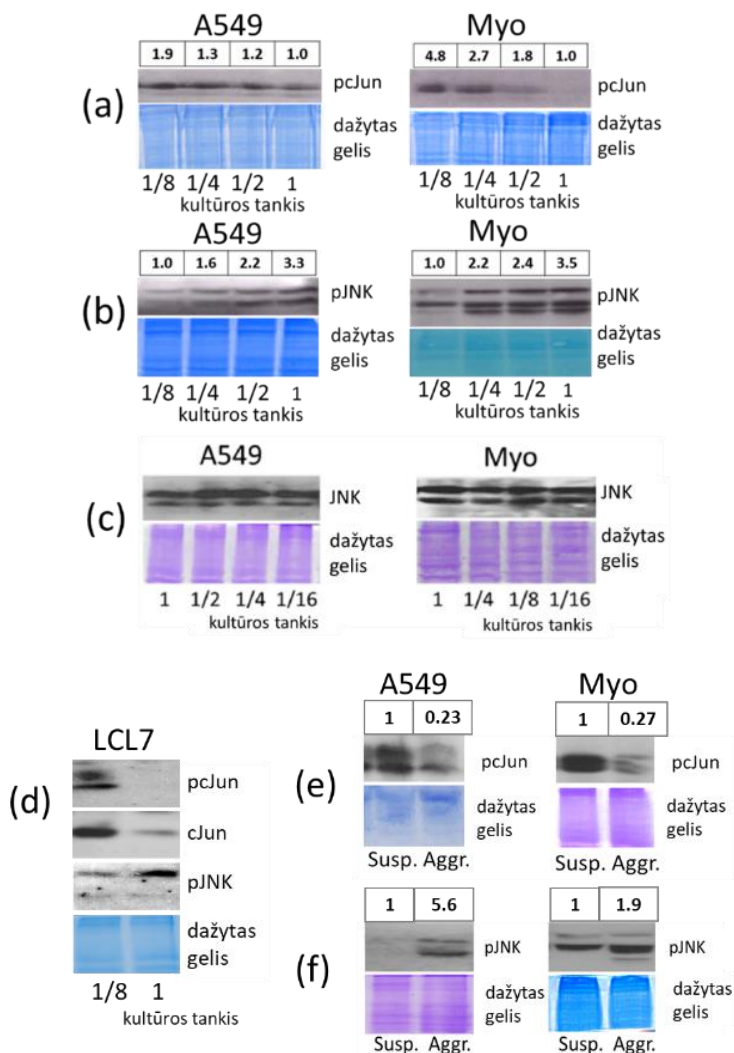 A549 Myo
1.9 1.3 1.2 1.0 4.8 2.7 1.8 1.0
pcJun pcJun
(a)
dažytas gelis dažytas gelis
1/8 1/4 1/2 1 1/8 1/4 1/2 1
kultūros tankis kultūros tankis
A549 Myo
1.0 1.6 2.2 3.3 1.0 2.2 2.4 3.5
pJNK pJNK
(b)
dažytas gelis dažytas gelis
1/8 1/4 1/2 1 1/8 1/4 1/2 1
kultūros tankis kultūros tankis
A549 Myo
JNK JNK
(c)
dažytas gelis dažytas gelis
1 1/2 1/4 1/16 1 1/4 1/8 1/16
kultūros tankis kultūros tankis
LCL7
(d)
pcJun
cJun
pJNK
dažytas
gelis
1/8 1
kultūros tankis
A549 Myo
1 0.23 1 0.27
pcJun pcJun
(e)
dažytas gelis dažytas gelis
Susp. Aggr. Susp. Aggr.
1 5.6 1 1.9
pJNK pJNK
(f)
dažytas gelis dažytas gelis
Susp. Aggr. Susp. Aggr.